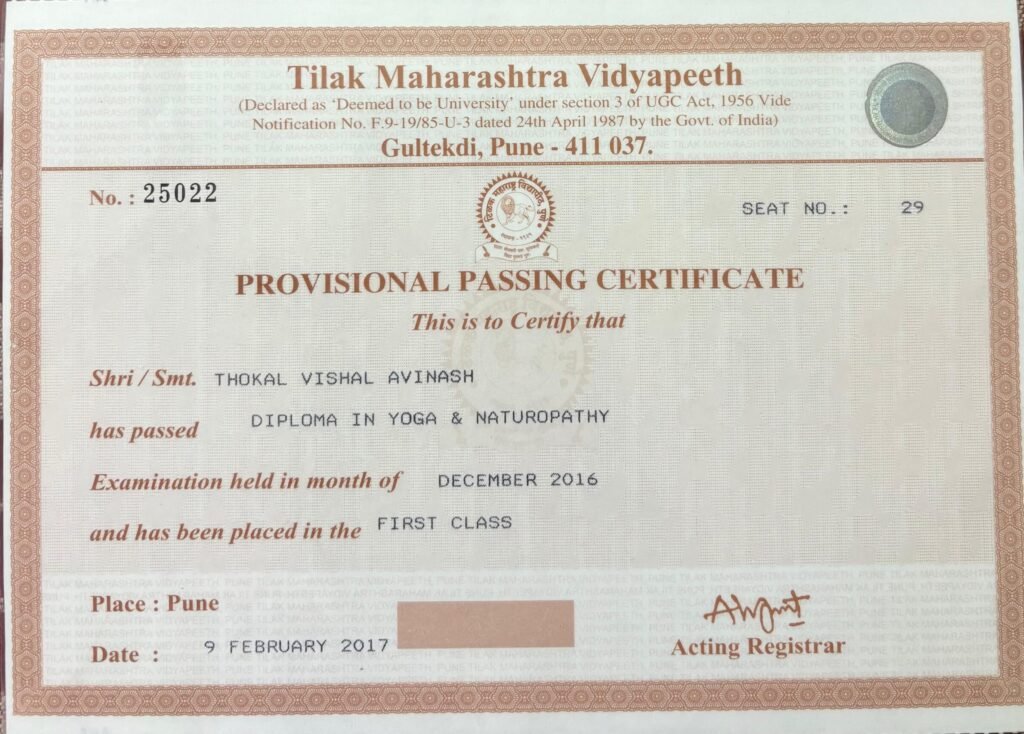 Tilak Maharashtra Vidyapeeth
(Declared as 'Deemed to be University' under section 3 of UGC Act, 1956 Vide
Notification No. F.9-19/85-U-3 dated 24th April 1987 by the Govt. of India)
Gultekdi, Pune - 411 037.
No. : 25022
SEAT NO.: 29
टिळक महाराष्ट्र विद्यापीठ, पुणे
PROVISIONAL PASSING CERTIFICATE
This is to Certify that
Shri / Smt. THOKAL VISHAL AVINASH
has passed DIPLOMA IN YOGA & NATUROPATHY
Examination held in month of DECEMBER 2016
and has been placed in the FIRST CLASS
Place : Pune
Date : 9 FEBRUARY 2017
Acting Registrar